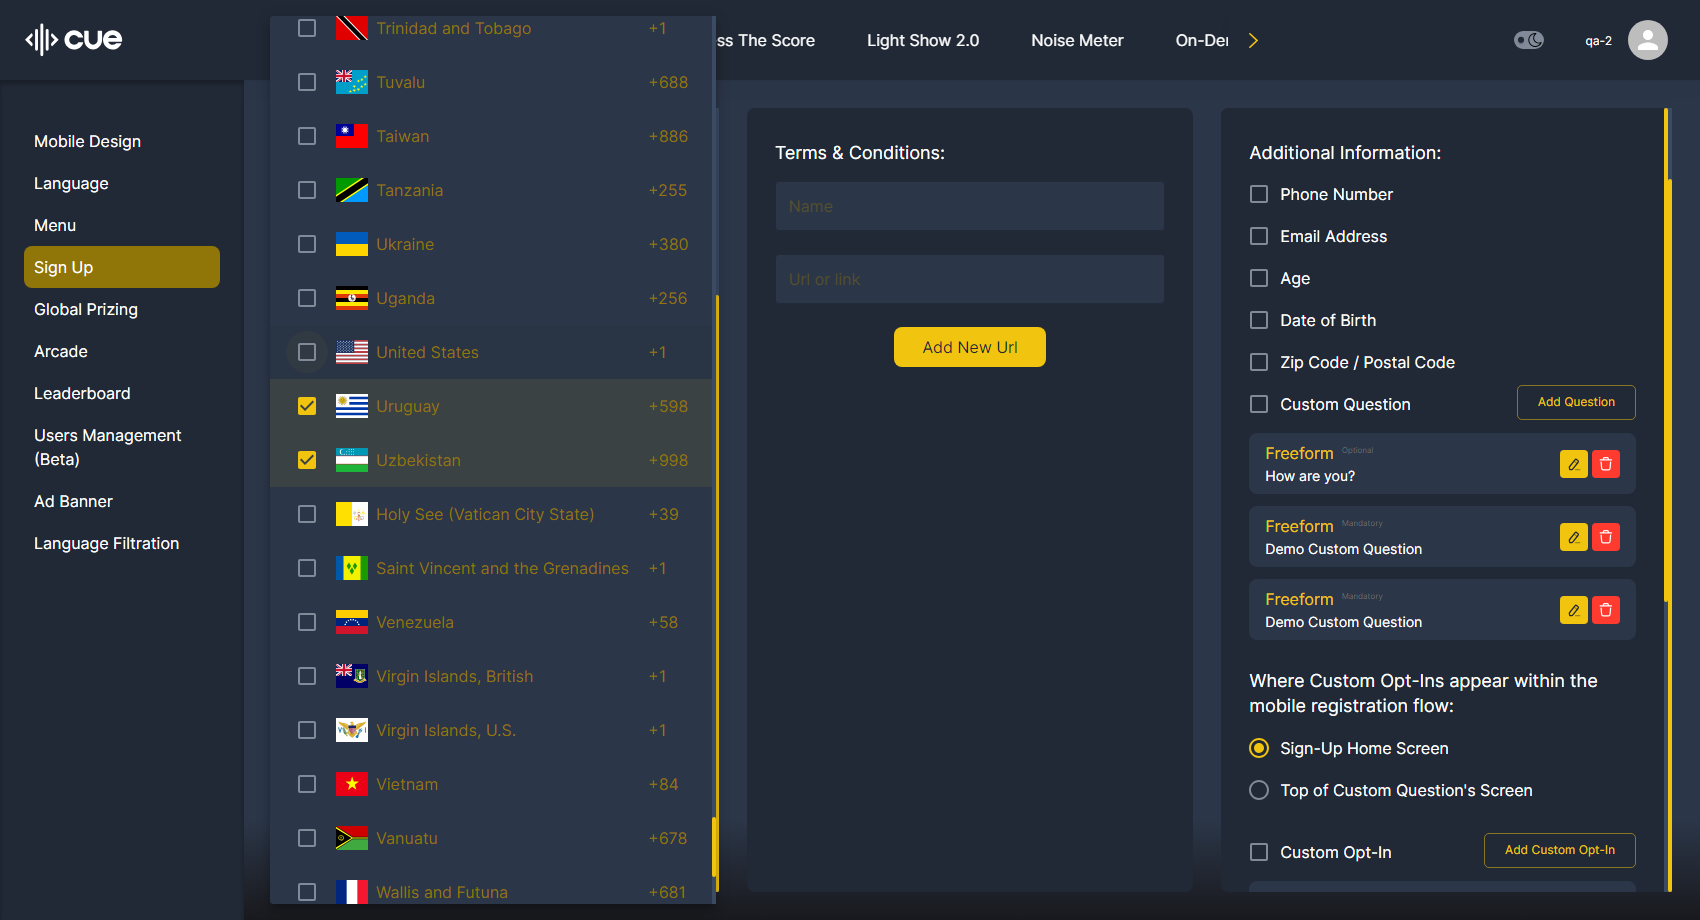 cue
ss The Score
Light Show 2.0
Noise Meter
On-De
qa-2
Mobile Design
Language
Menu
Sign Up
Global Prizing
Arcade
Leaderboard
Users Management
(Beta)
Ad Banner
Language Filtration
Trinidad and Tobago +1
Tuvalu +688
Taiwan +886
Tanzania +255
Ukraine +380
Uganda +256
United States +1
Uruguay +598
Uzbekistan +998
Holy See (Vatican City State) +39
Saint Vincent and the Grenadines +1
Venezuela +58
Virgin Islands, British +1
Virgin Islands, U.S. +1
Vietnam +84
Vanuatu +678
Wallis and Futuna +681
Terms & Conditions:
Name
Url or link
Add New Url
Additional Information:
Phone Number
Email Address
Age
Date of Birth
Zip Code / Postal Code
Custom Question
Add Question
Freeform Optional
How are you?
Freeform Mandatory
Demo Custom Question
Freeform Mandatory
Demo Custom Question
Where Custom Opt-Ins appear within the
mobile registration flow:
Sign-Up Home Screen
Top of Custom Question's Screen
Custom Opt-In
Add Custom Opt-In